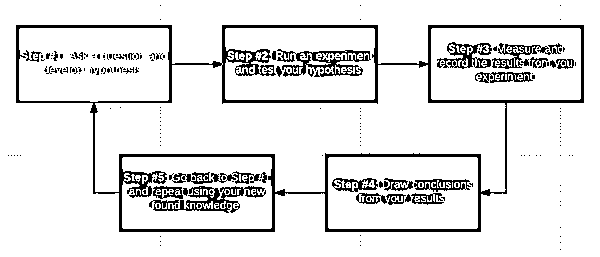 Step #1: Ask a question and
develop hypothesis
Step #2: Run an experiment
and test your hypothesis
Step #3: Measure and
record the results from you
experiment
Step #4: Draw conclusions
from your results
Step #5: Go back to Step #1
and repeat using your new
found knowledge